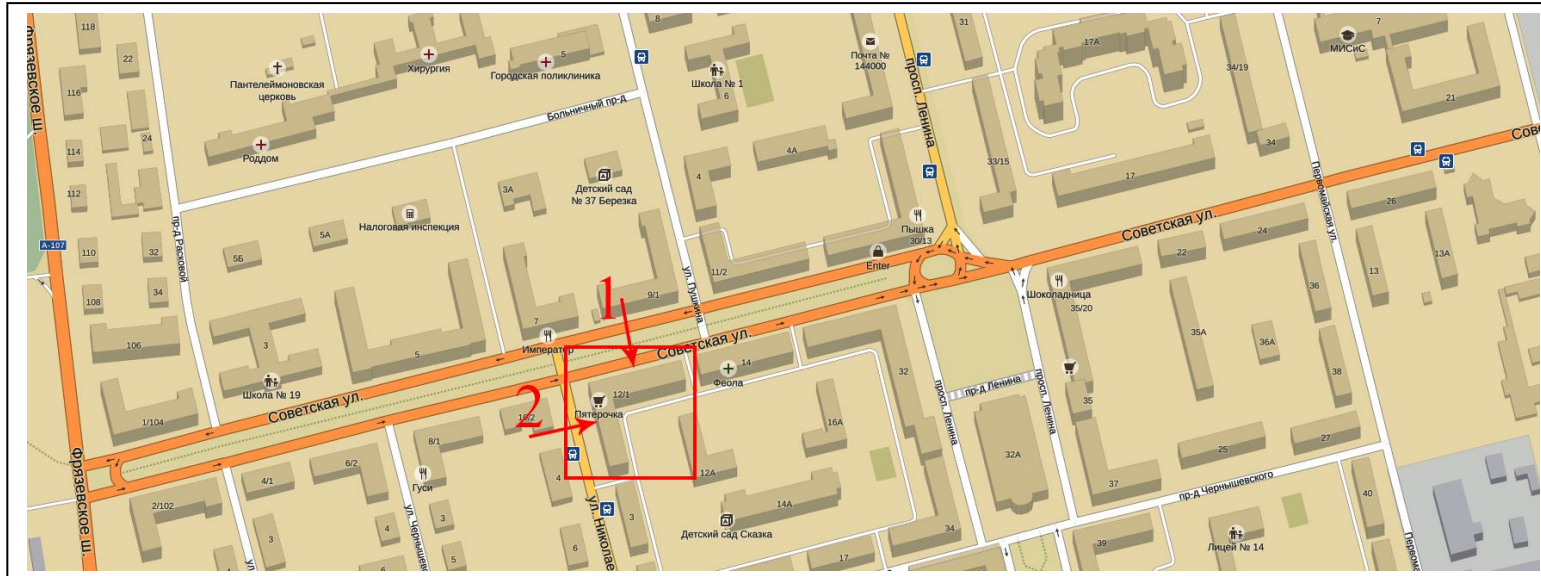 118
22
Хирургия
5
Городская поликлиника
8
Школа № 1
6
Почта №
144000
31
17А
34/19
7
МИСиС
21
Фрязевское ш.
Пантелеймоновская
церковь
116
24
Роддом
Больничный пр-д
просп. Ленина
4А
4
33/15
17
34
Сове
114
112
3А
Детский сад
№ 37 Березка
Первомайская ул.
26
13А
пр-д Расковой
Налоговая инспекция
5А
5Б
Пышка
30/13
Советская ул.
24
22
А-107
110
32
108
34
ул. Пушкина
11/2
Enter
9/1
Шоколадница
35/20
13
36
1
7
Император
Советская ул.
106
3
5
Школа № 19
14
Феола
35А
36А
38
32
просп. Ленина
пр-д Ленина
просп. Ленина
35
12/1
Пятерочка
2
10/2
Советская ул.
1/104
8/1
16А
27
25
Фрязевское ш.
6/2
4/1
Гуси
4
12А
32А
37
пр-д Чернышевского
2/102
14А
40
ул. Николае
3
3
4
3
Детский сад Сказка
34
Лицей № 14
39
ул. Чернышево
5
6
17
Первома
ул.
6